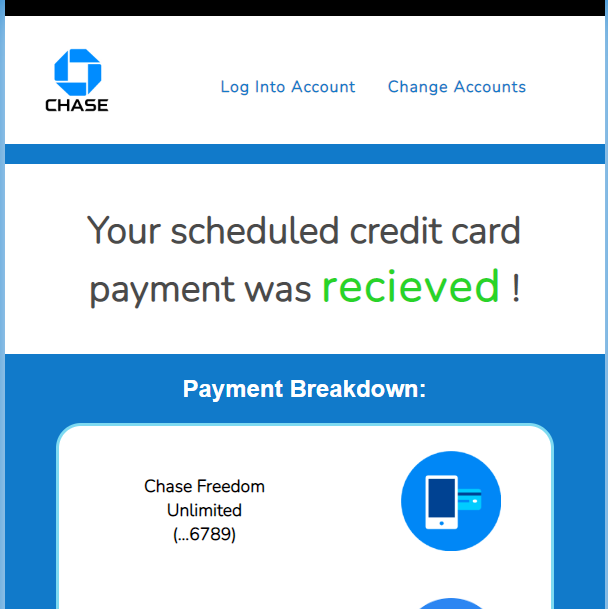 CHASE
Log Into Account
Change Accounts
Your scheduled credit card
payment was recieved !
Payment Breakdown:
Chase Freedom
Unlimited
(...6789)